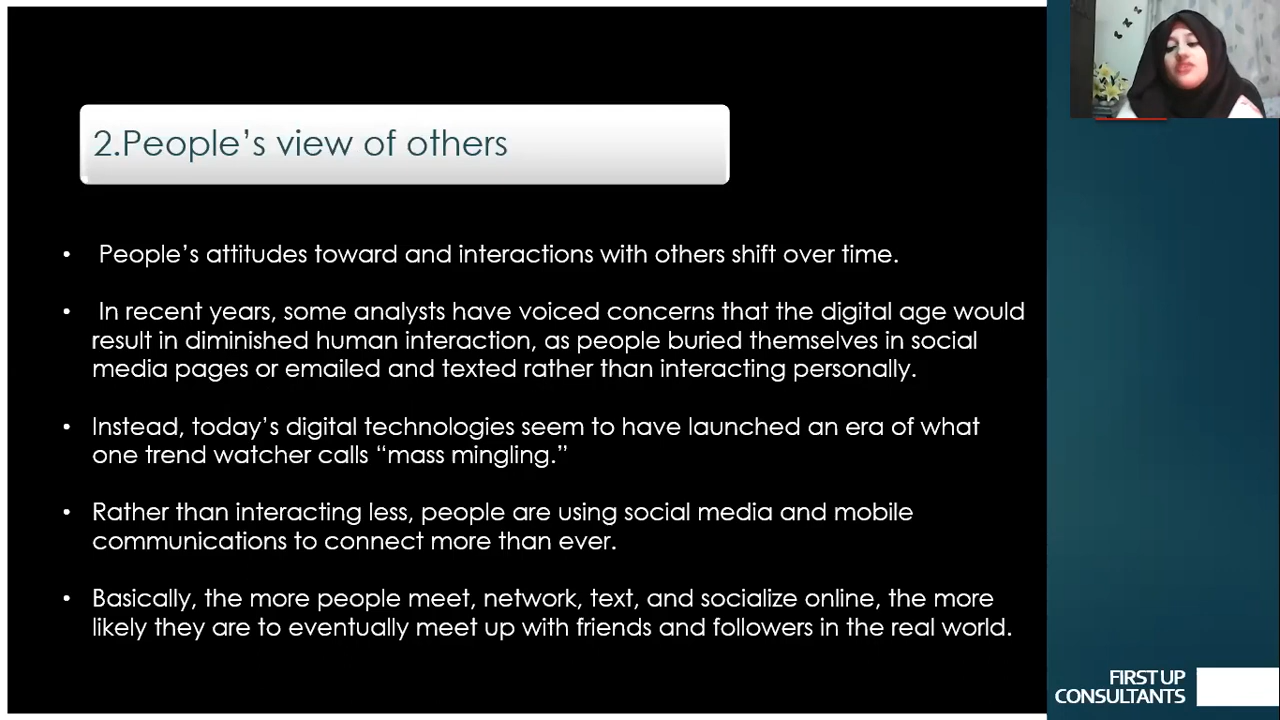 2.People’s view of others
• People’s attitudes toward and interactions with others shift over time.
• In recent years, some analysts have voiced concerns that the digital age would
result in diminished human interaction, as people buried themselves in social
media pages or emailed and texted rather than interacting personally.
• Instead, today’s digital technologies seem to have launched an era of what
one trend watcher calls “mass mingling.”
• Rather than interacting less, people are using social media and mobile
communications to connect more than ever.
• Basically, the more people meet, network, text, and socialize online, the more
likely they are to eventually meet up with friends and followers in the real world.
FIRST UP
CONSULTANTS